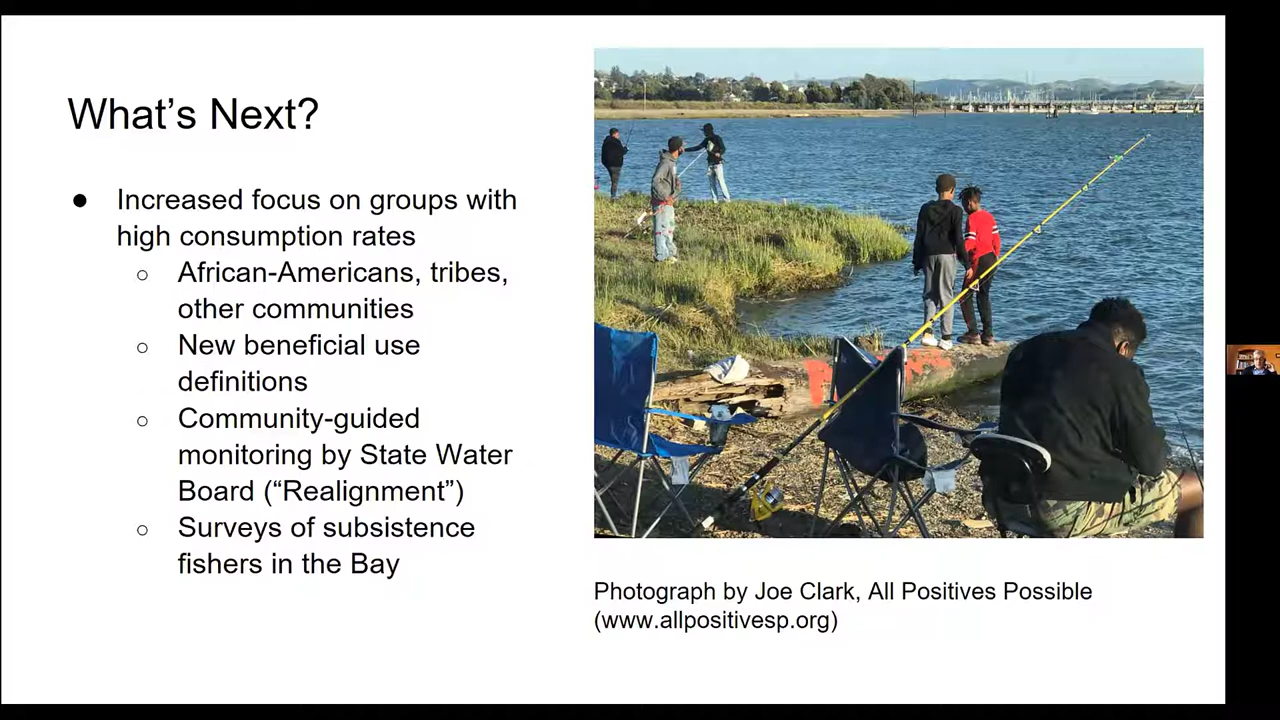 What's Next?
● Increased focus on groups with
high consumption rates
○ African-Americans, tribes,
other communities
○ New beneficial use
definitions
○ Community-guided
monitoring by State Water
Board (“Realignment”)
○ Surveys of subsistence
fishers in the Bay
Photograph by Joe Clark, All Positives Possible
(www.allpositivesp.org)